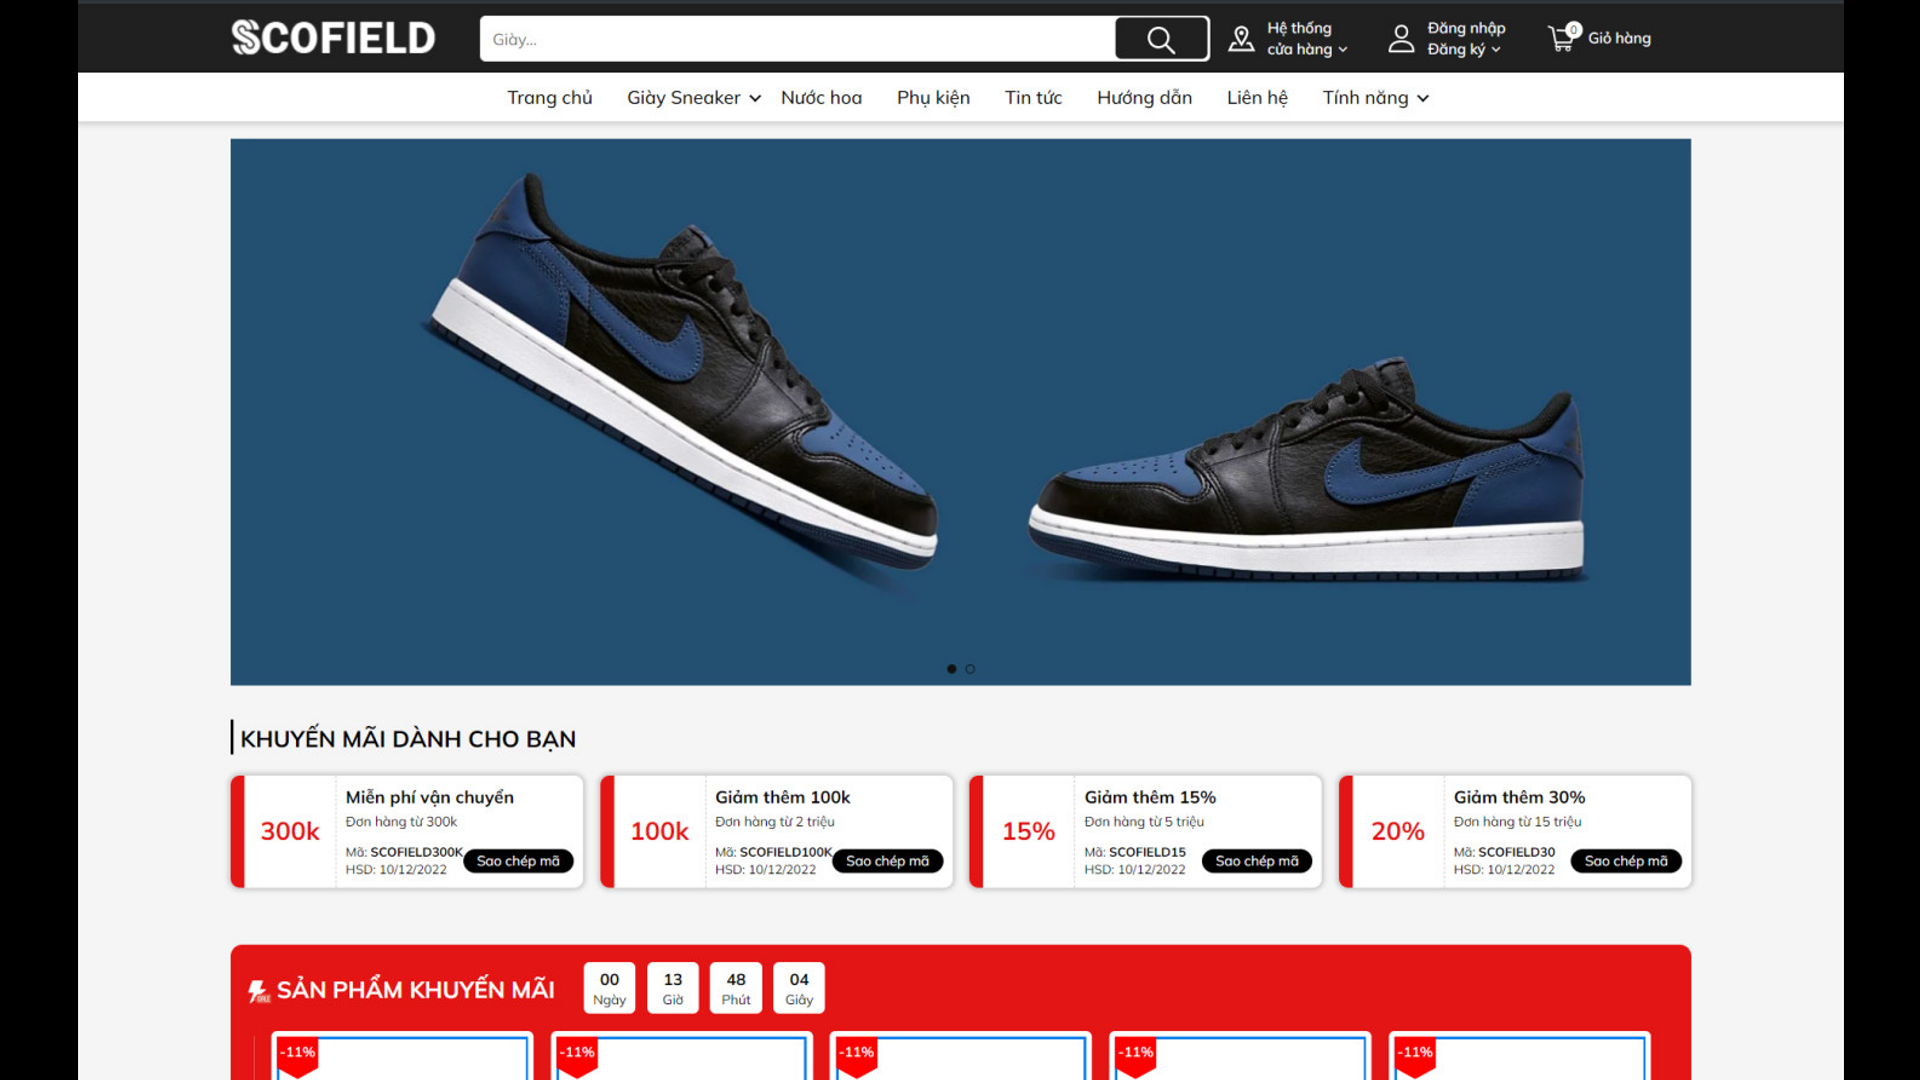 SCOFIELD
Giày...
Hệ thống
cửa hàng
Đăng nhập
Đăng ký
0
Giỏ hàng
Trang chủ
Giày Sneaker
Nước hoa
Phụ kiện
Tin tức
Hướng dẫn
Liên hệ
Tính năng
KHUYẾN MÃI DÀNH CHO BẠN
300k
Miễn phí vận chuyển
Đơn hàng từ 300k
Mã: SCOFIELD300K
HSD: 10/12/2022
Sao chép mã
100k
Giảm thêm 100k
Đơn hàng từ 2 triệu
Mã: SCOFIELD100K
HSD: 10/12/2022
Sao chép mã
15%
Giảm thêm 15%
Đơn hàng từ 5 triệu
Mã: SCOFIELD15
HSD: 10/12/2022
Sao chép mã
20%
Giảm thêm 30%
Đơn hàng từ 15 triệu
Mã: SCOFIELD30
HSD: 10/12/2022
Sao chép mã
SẢN PHẨM KHUYẾN MÃI
00
Ngày
13
Giờ
48
Phút
04
Giây
-11%
-11%
-11%
-11%
-11%